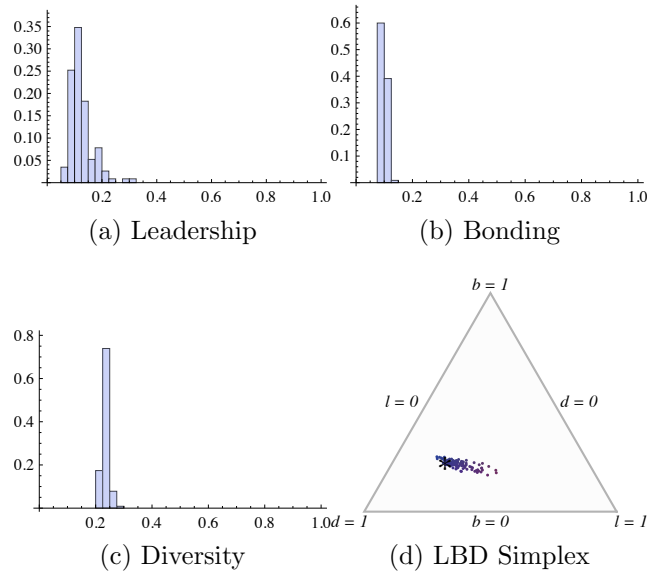 0.35
0.30
0.25
0.20
0.15
0.10
0.05
0.2 0.4 0.6 0.8 1.0
(a) Leadership
0.6
0.5
0.4
0.3
0.2
0.1
0.2 0.4 0.6 0.8 1.0
(b) Bonding
0.8
0.6
0.4
0.2
0.2 0.4 0.6 0.8 1.0
(c) Diversity
b = 1
l = 0 d = 0
d = 1 b = 0 l = 1
(d) LBD Simplex